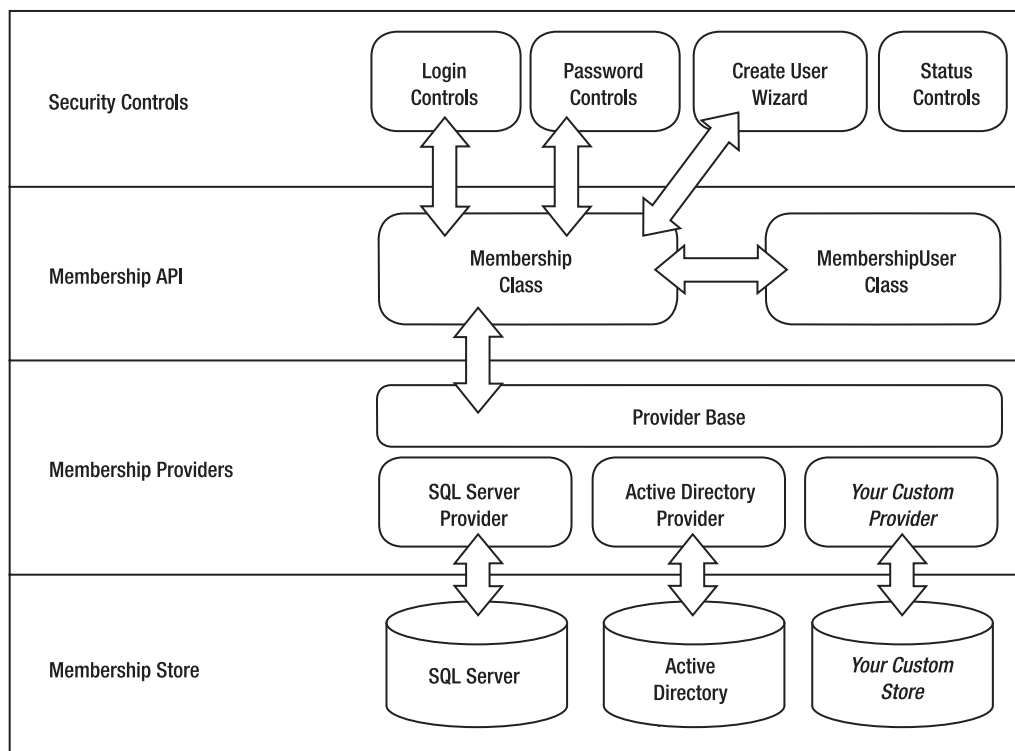 Security Controls
Login
Controls
Password
Controls
Create User
Wizard
Status
Controls
Membership API
Membership
Class
MembershipUser
Class
Membership Providers
Provider Base
SQL Server
Provider
Active Directory
Provider
Your Custom
Provider
Membership Store
SQL Server
Active
Directory
Your Custom
Store